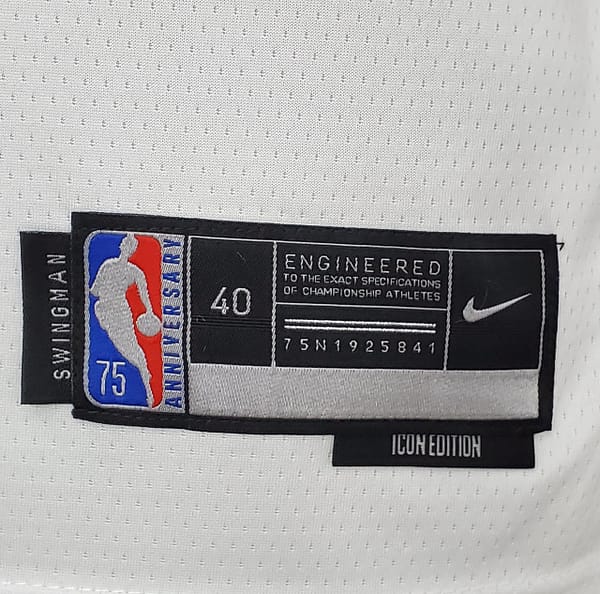 SWINGMAN
75
ANNIVERSARY
40
ENGINEERED
TO THE EXACT SPECIFICATIONS
OF CHAMPIONSHIP ATHLETES
75N1925841
ICON EDITION